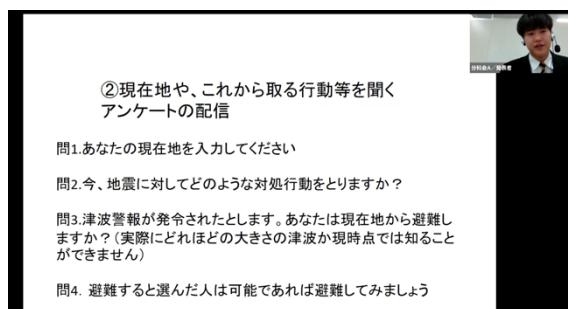 ②現在地や、これから取る行動等を聞く
アンケートの配信
問1.あなたの現在地を入力してください
問2.今、地震に対してどのような対処行動をとりますか？
問3.津波警報が発令されたとします。あなたは現在地から避難し
ますか？（実際にどれほどの大きさの津波か現時点では知ること
ができません）
問4. 避難すると選んだ人は可能であれば避難してみましょう
分科会A／発表者